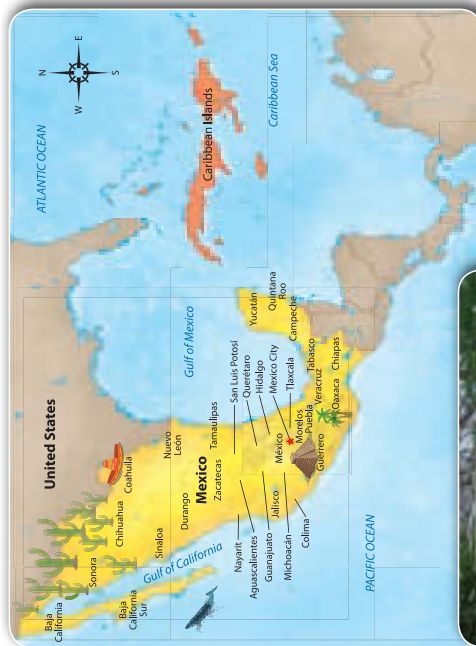 N
E
S
W
ATLANTIC OCEAN
United States
Caribbean Islands
Caribbean Sea
Gulf of Mexico
Baja
California
Sonora
Chihuahua
Coahuila
Nuevo
León
Tamaulipas
Baja
California
Sur
Sinaloa
Durango
Mexico
Zacatecas
San Luis Potosí
Querétaro
Hidalgo
Mexico City
Tlaxcala
Gulf of California
Nayarit
Aguascalientes
Guanajuato
Jalisco
Michoacán
Colima
México
Morelos
Puebla
Guerrero
Veracruz
Oaxaca
Tabasco
Chiapas
Yucatán
Quintana
Roo
Campeche
PACIFIC OCEAN